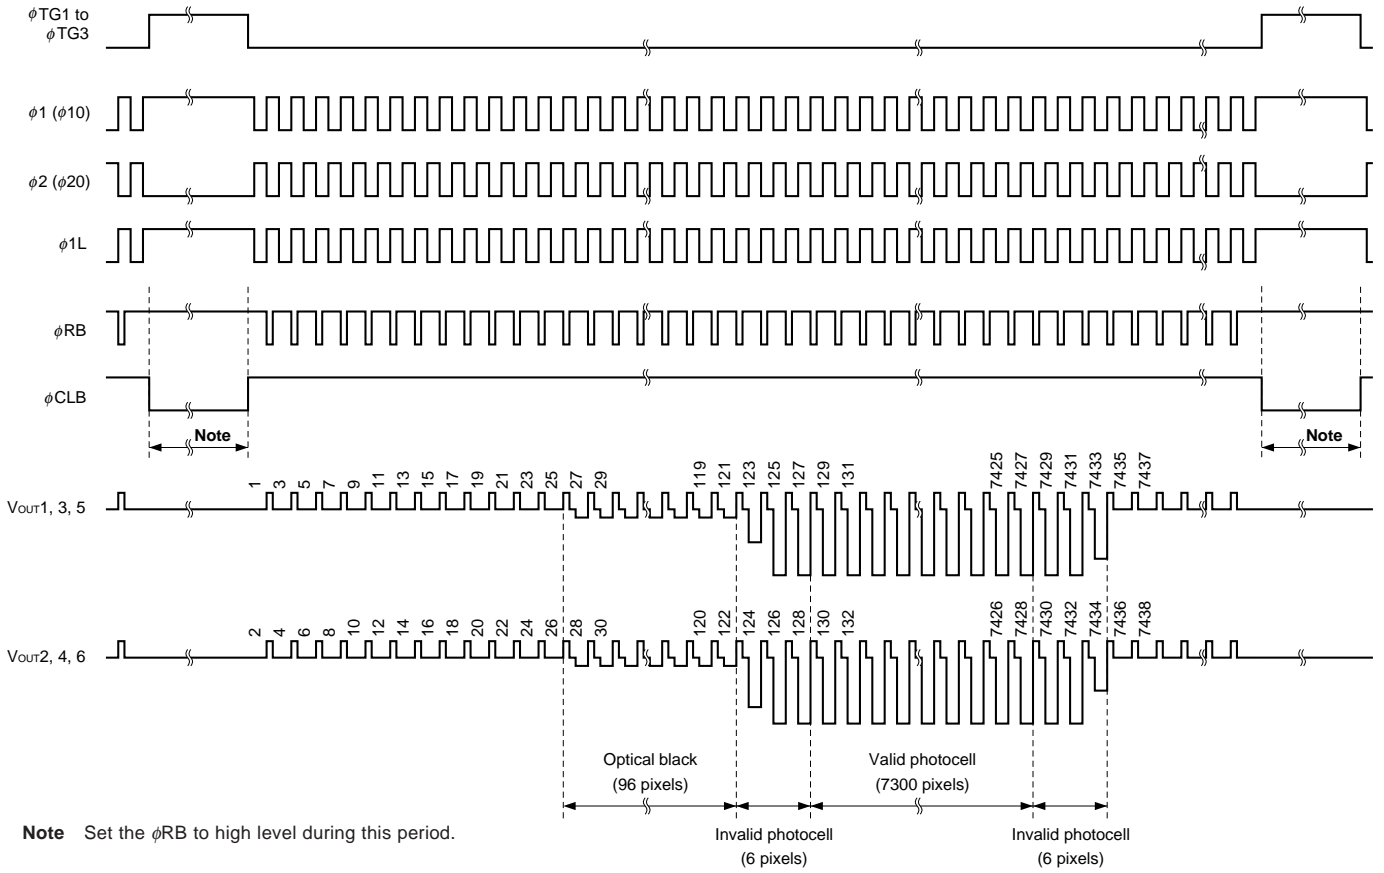 ϕTG1 to
ϕTG3
ϕ1 (ϕ10)
ϕ2 (ϕ20)
ϕ1L
ϕRB
ϕCLB
Note
Note
1 3 5 7 9 11 13 15 17 19 21 23 25 27 29 119 121 123 125 127 129 131 7425 7427 7429 7431 7433 7435 7437
VOUT1, 3, 5
2 4 6 8 10 12 14 16 18 20 22 24 26 28 30 120 122 124 126 128 130 132 7426 7428 7430 7432 7434 7436 7438
VOUT2, 4, 6
Optical black
(96 pixels)
Valid photocell
(7300 pixels)
Invalid photocell
(6 pixels)
Invalid photocell
(6 pixels)
Note Set the ϕRB to high level during this period.